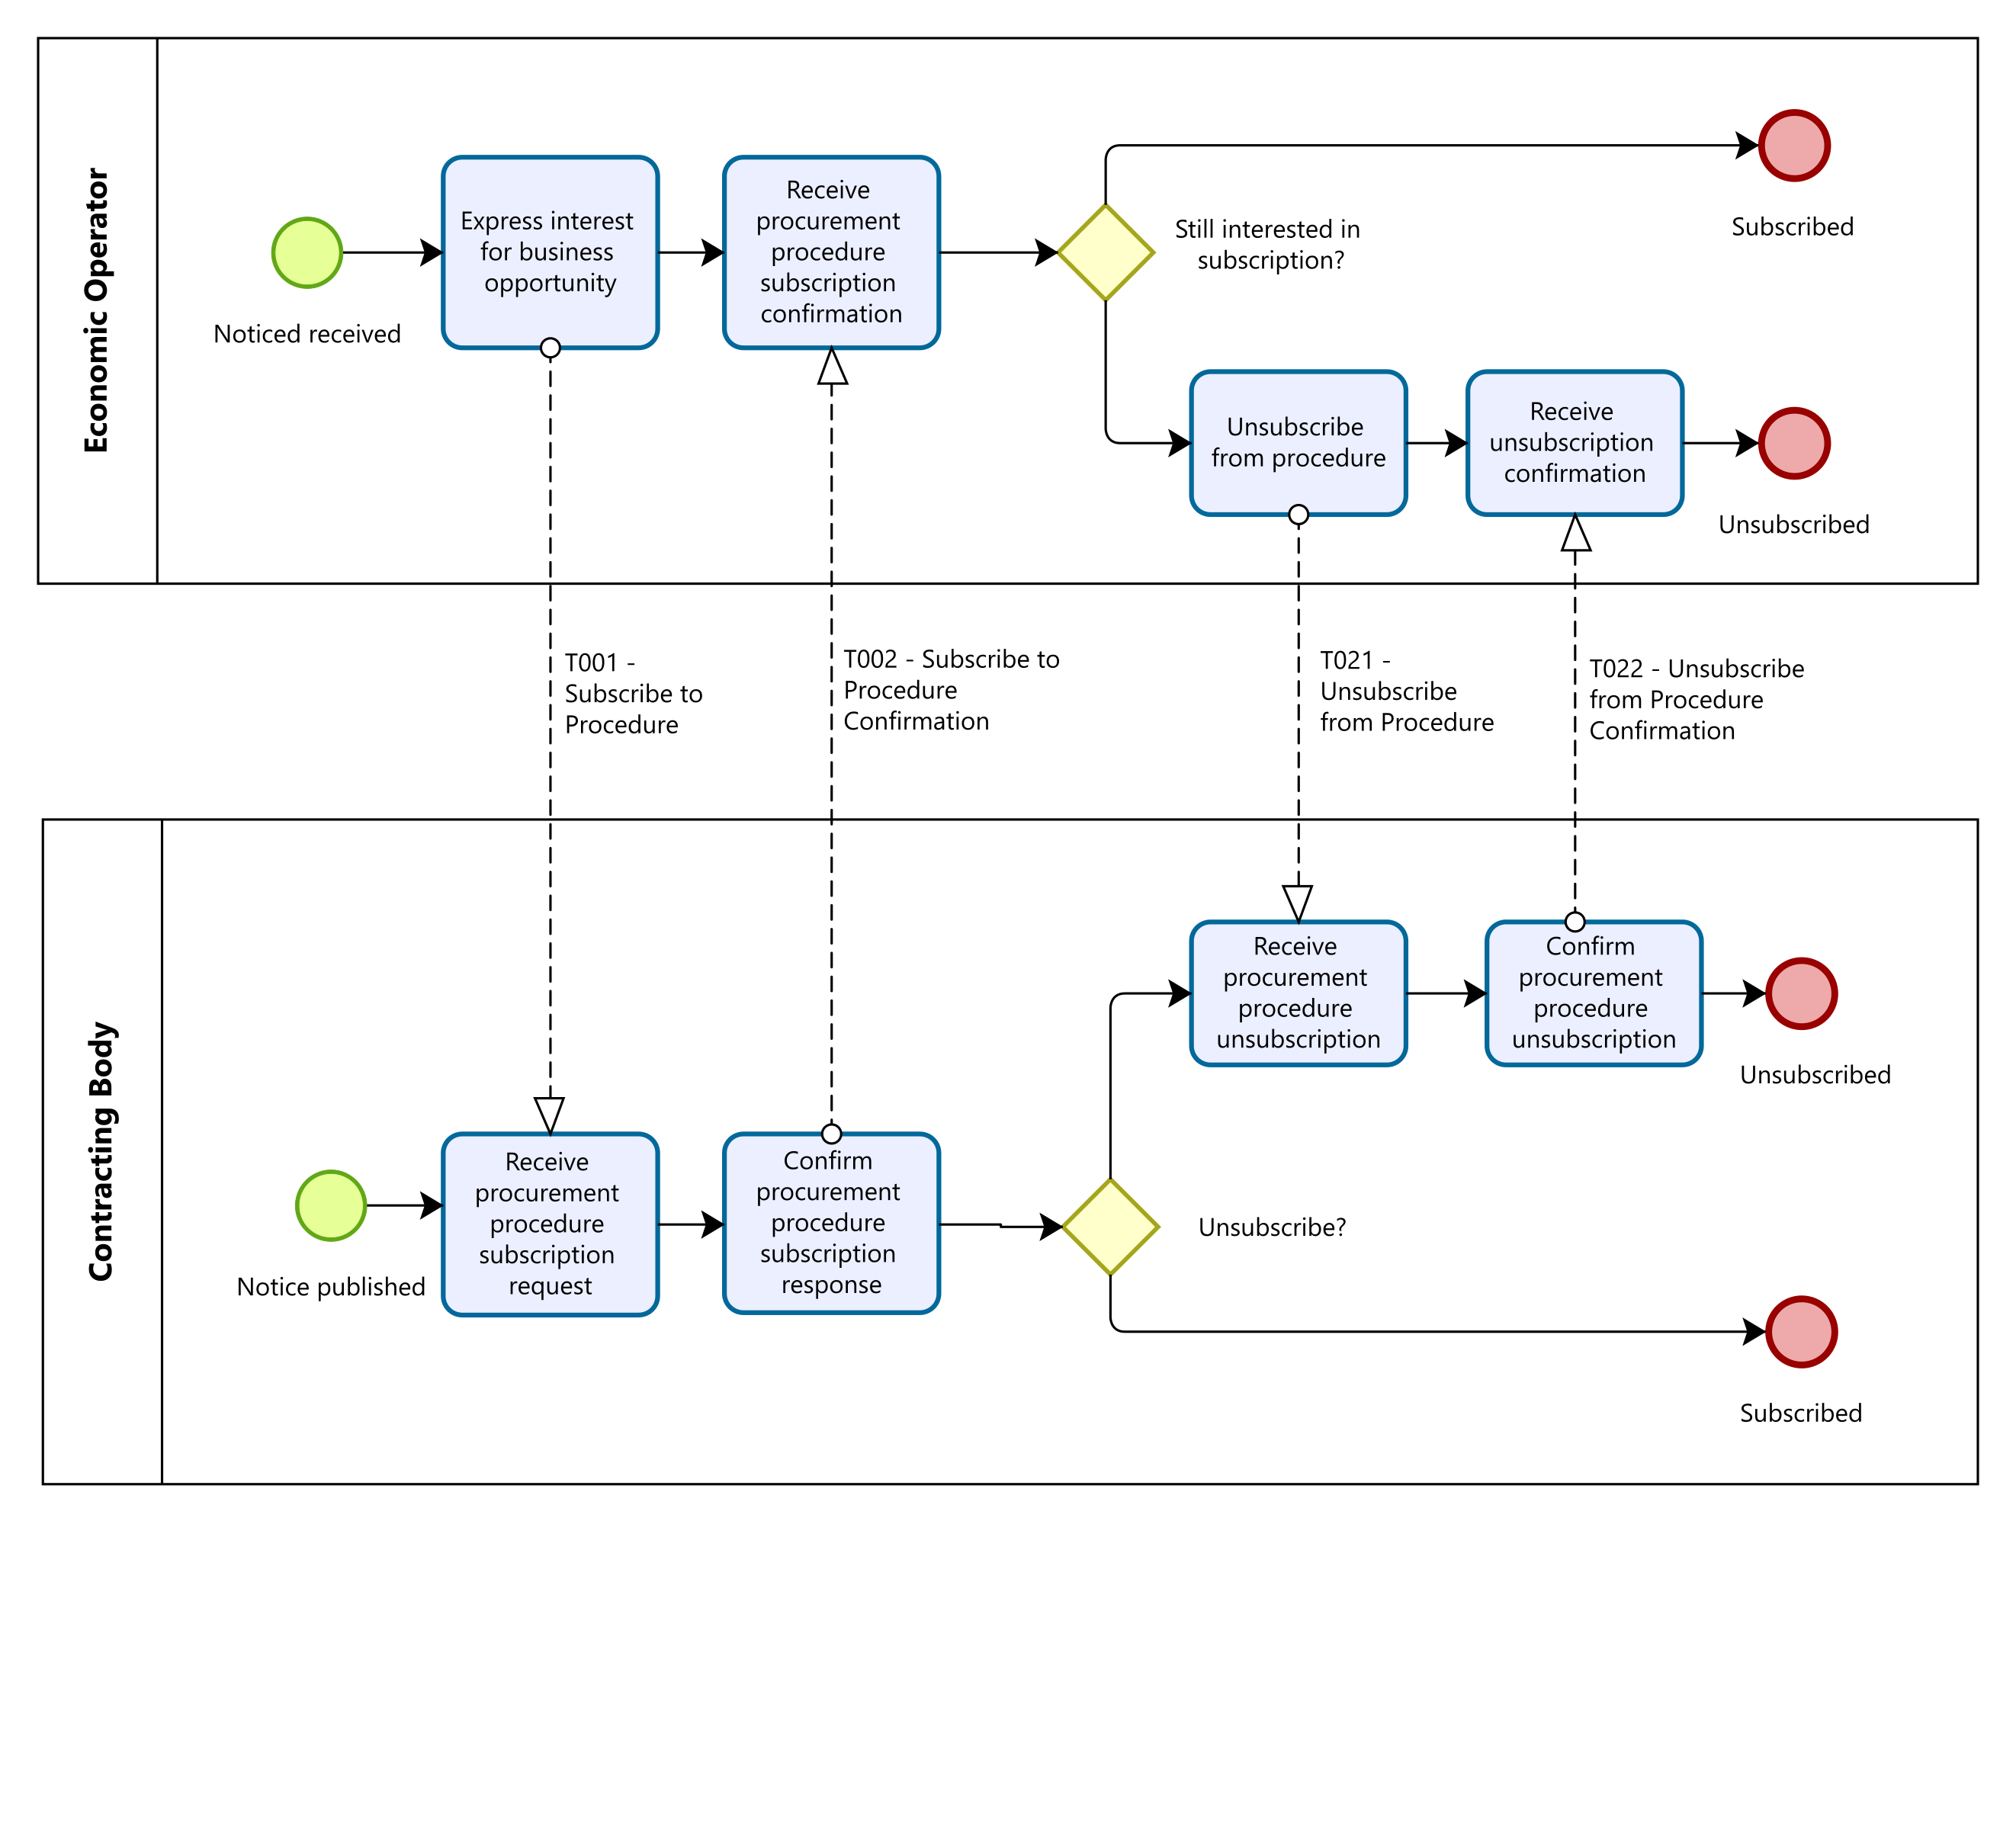 Economic Operator
Noticed received
Express interest
for business
opportunity
Receive
procurement
procedure
subscription
confirmation
Still interested in
subscription?
Subscribed
Unsubscribe
from procedure
Receive
unsubscription
confirmation
Unsubscribed
T001 -
Subscribe to
Procedure
T002 - Subscribe to
Procedure
Confirmation
T021 -
Unsubscribe
from Procedure
T022 - Unsubscribe
from Procedure
Confirmation
Contracting Body
Notice published
Receive
procurement
procedure
subscription
request
Confirm
procurement
procedure
subscription
response
Unsubscribe?
Receive
procurement
procedure
unsubscription
Confirm
procurement
procedure
unsubscription
Unsubscribed
Subscribed